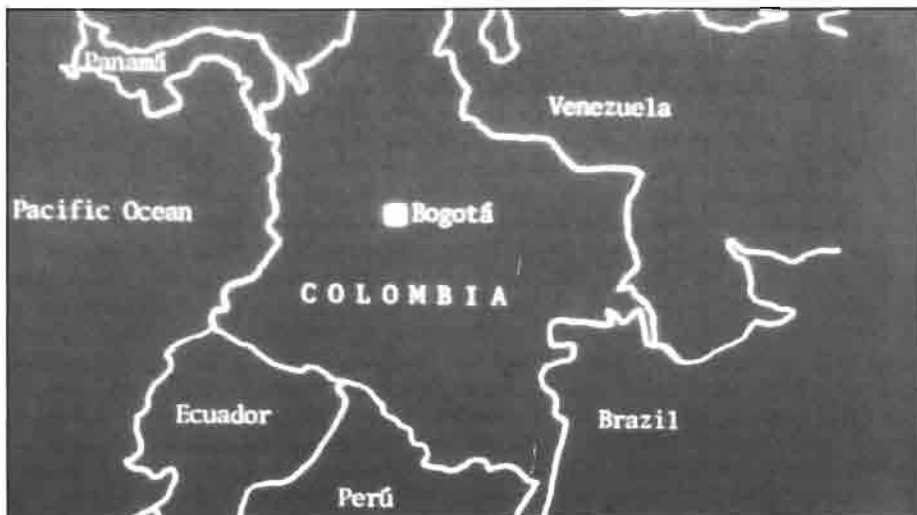 Panamá
Venezuela
Pacific Ocean
Bogotá
COLOMBIA
Ecuador
Brazil
Perú